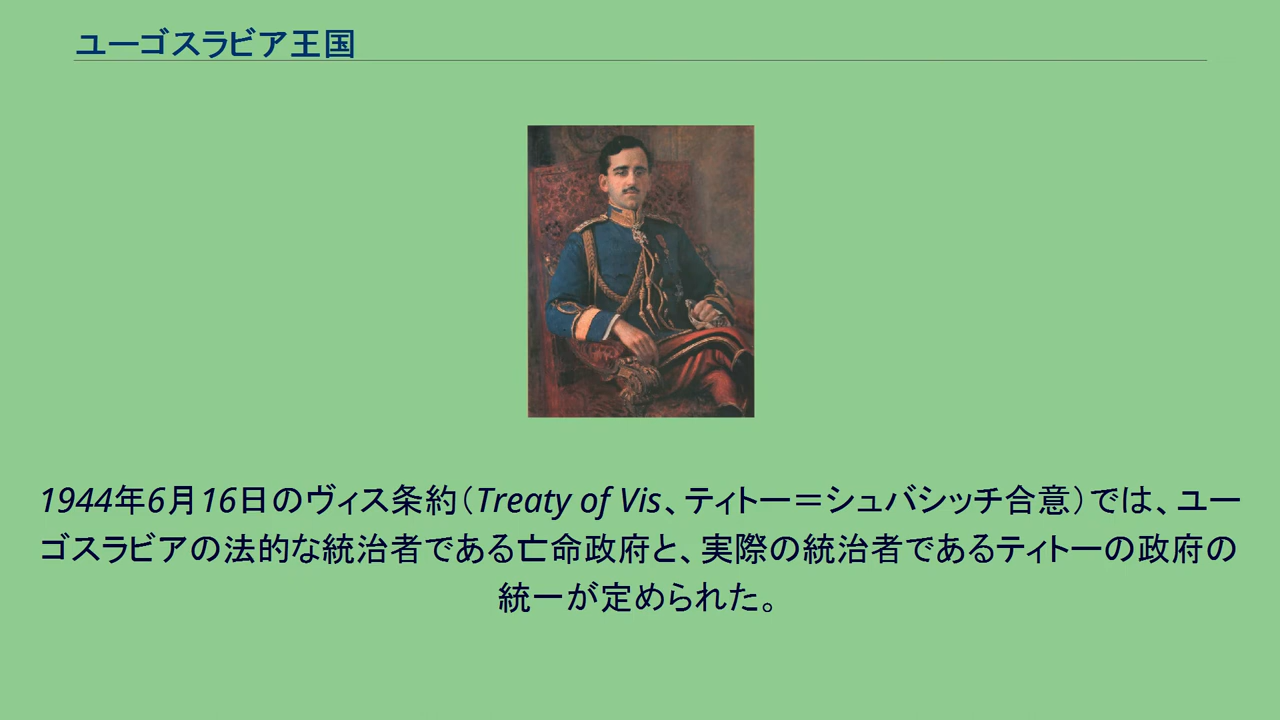 ユーゴスラビア王国
1944年6月16日のヴィス条約（Treaty of Vis、ティトー＝シュバシッチ合意）では、ユー
ゴスラビアの法的な統治者である亡命政府と、実際の統治者であるティトーの政府の
統一が定められた。